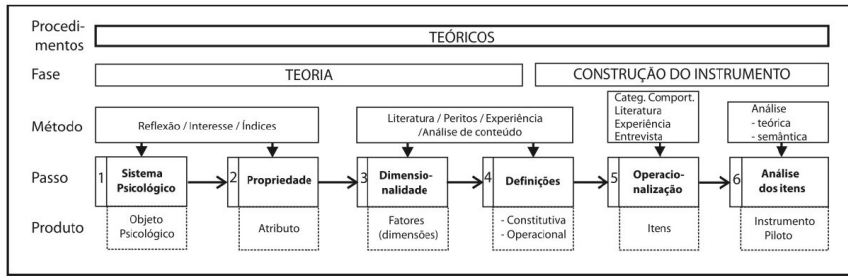 Procedi-
mentos
TEÓRICOS
Fase
TEORIA
CONSTRUÇÃO DO INSTRUMENTO
Método
Reflexão / Interesse / Índices
Literatura / Peritos / Experiência
/Análise de conteúdo
Categ. Comport.
Literatura
Experiência
Entrevista
Análise
- teórica
- semântica
Passo
1 Sistema
Psicológico
2 Propriedade
3 Dimensio-
nalidade
4 Definições
5 Operacio-
nalização
6 Análise
dos itens
Produto
Objeto
Psicológico
Atributo
Fatores
(dimensões)
- Constitutiva
- Operacional
Itens
Instrumento
Piloto